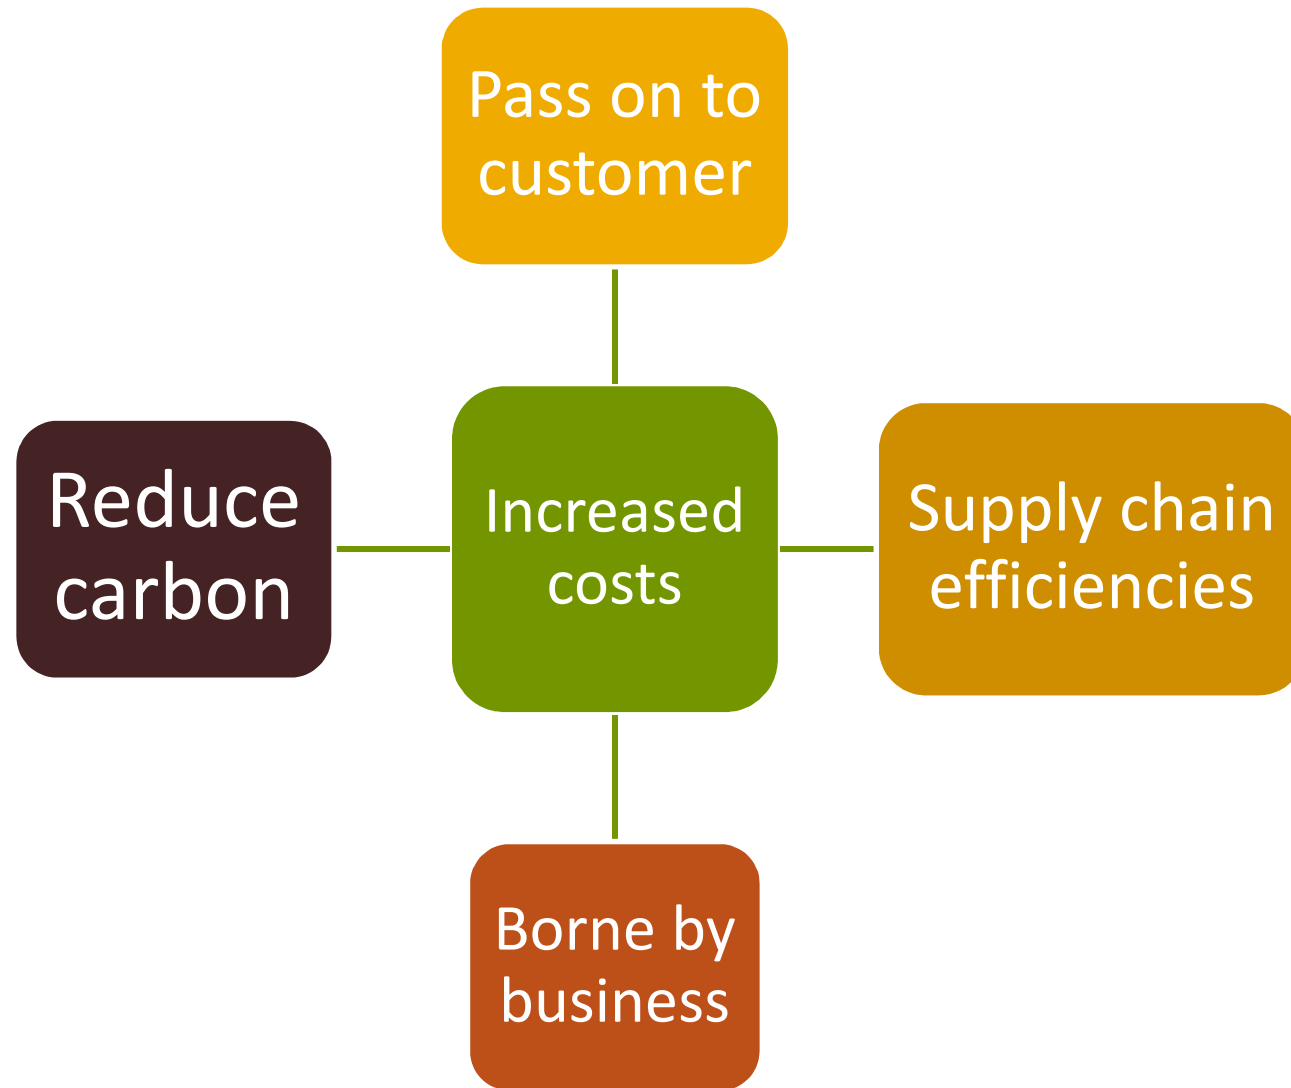 Pass on to
customer
Reduce
carbon
Increased
costs
Supply chain
efficiencies
Borne by
business